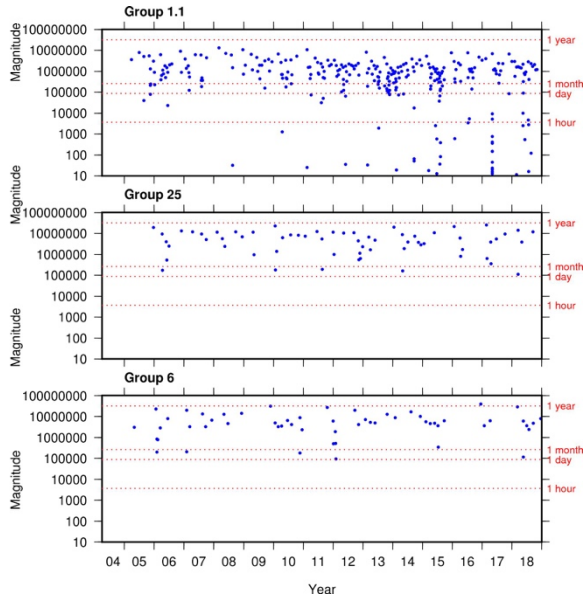 Group 1.1
Magnitude
100000000
10000000
1000000
100000
10000
1000
100
10
1 year
1 month
1 day
1 hour
Group 25
Magnitude
Magnitude
100000000
10000000
1000000
100000
10000
1000
100
10
1 year
1 month
1 day
1 hour
Group 6
Magnitude
Magnitude
100000000
10000000
1000000
100000
10000
1000
100
10
1 year
1 month
1 day
1 hour
Magnitude
04 05 06 07 08 09 10 11 12 13 14 15 16 17 18
Year